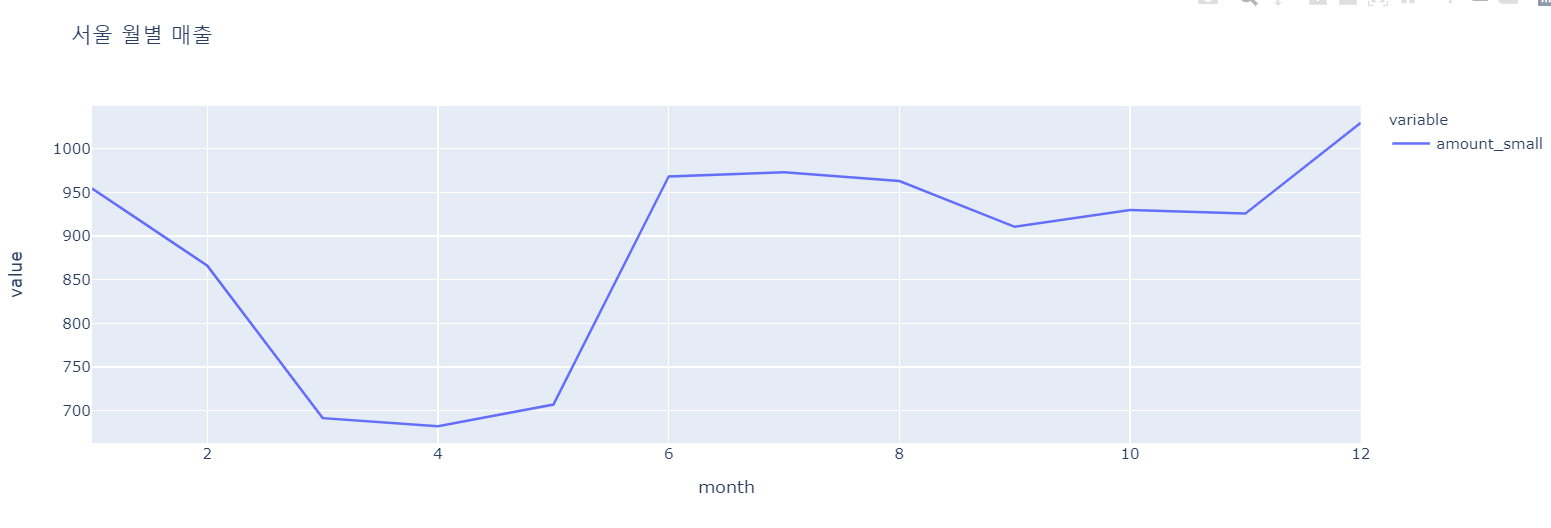 서울 월별 매출
variable
amount_small
value
1000
950
900
850
800
750
700
2
4
6
8
10
12
month